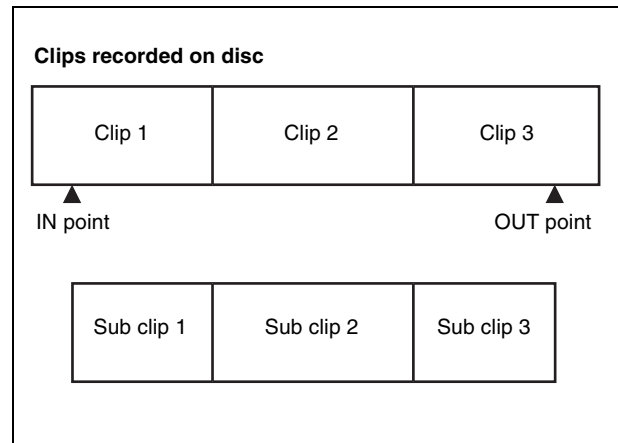 Clips recorded on disc
Clip 1 Clip 2 Clip 3
IN point OUT point
Sub clip 1 Sub clip 2 Sub clip 3